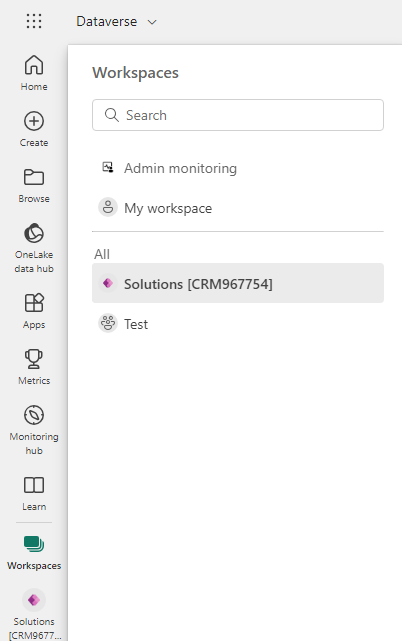 Dataverse
Home
Create
Browse
OneLake
data hub
Apps
Metrics
Monitoring
hub
Learn
Workspaces
Solutions
[CRM9677...
Workspaces
Search
Admin monitoring
My workspace
All
Solutions [CRM967754]
Test